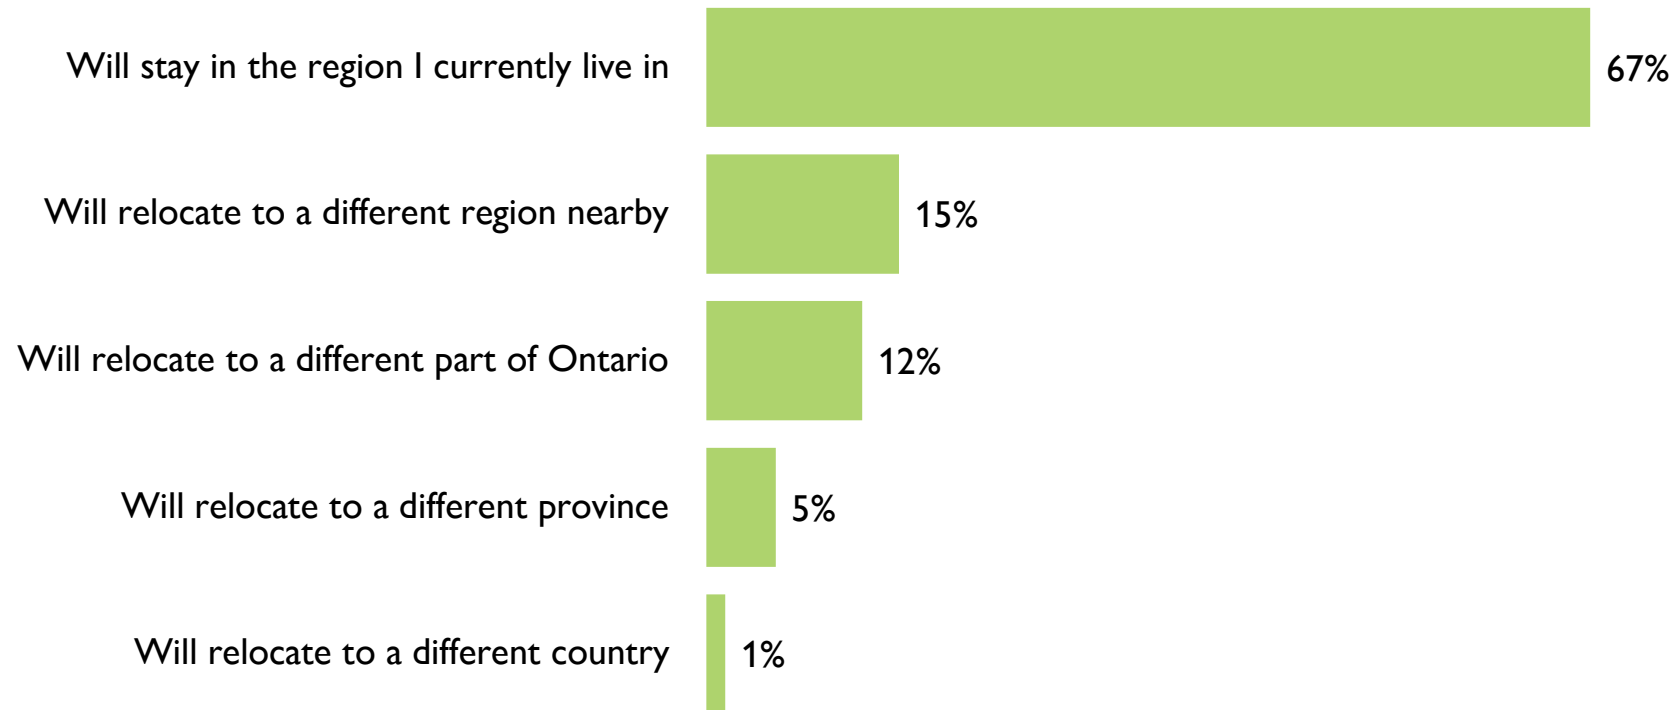 Will stay in the region I currently live in 67%
Will relocate to a different region nearby 15%
Will relocate to a different part of Ontario 12%
Will relocate to a different province 5%
Will relocate to a different country 1%